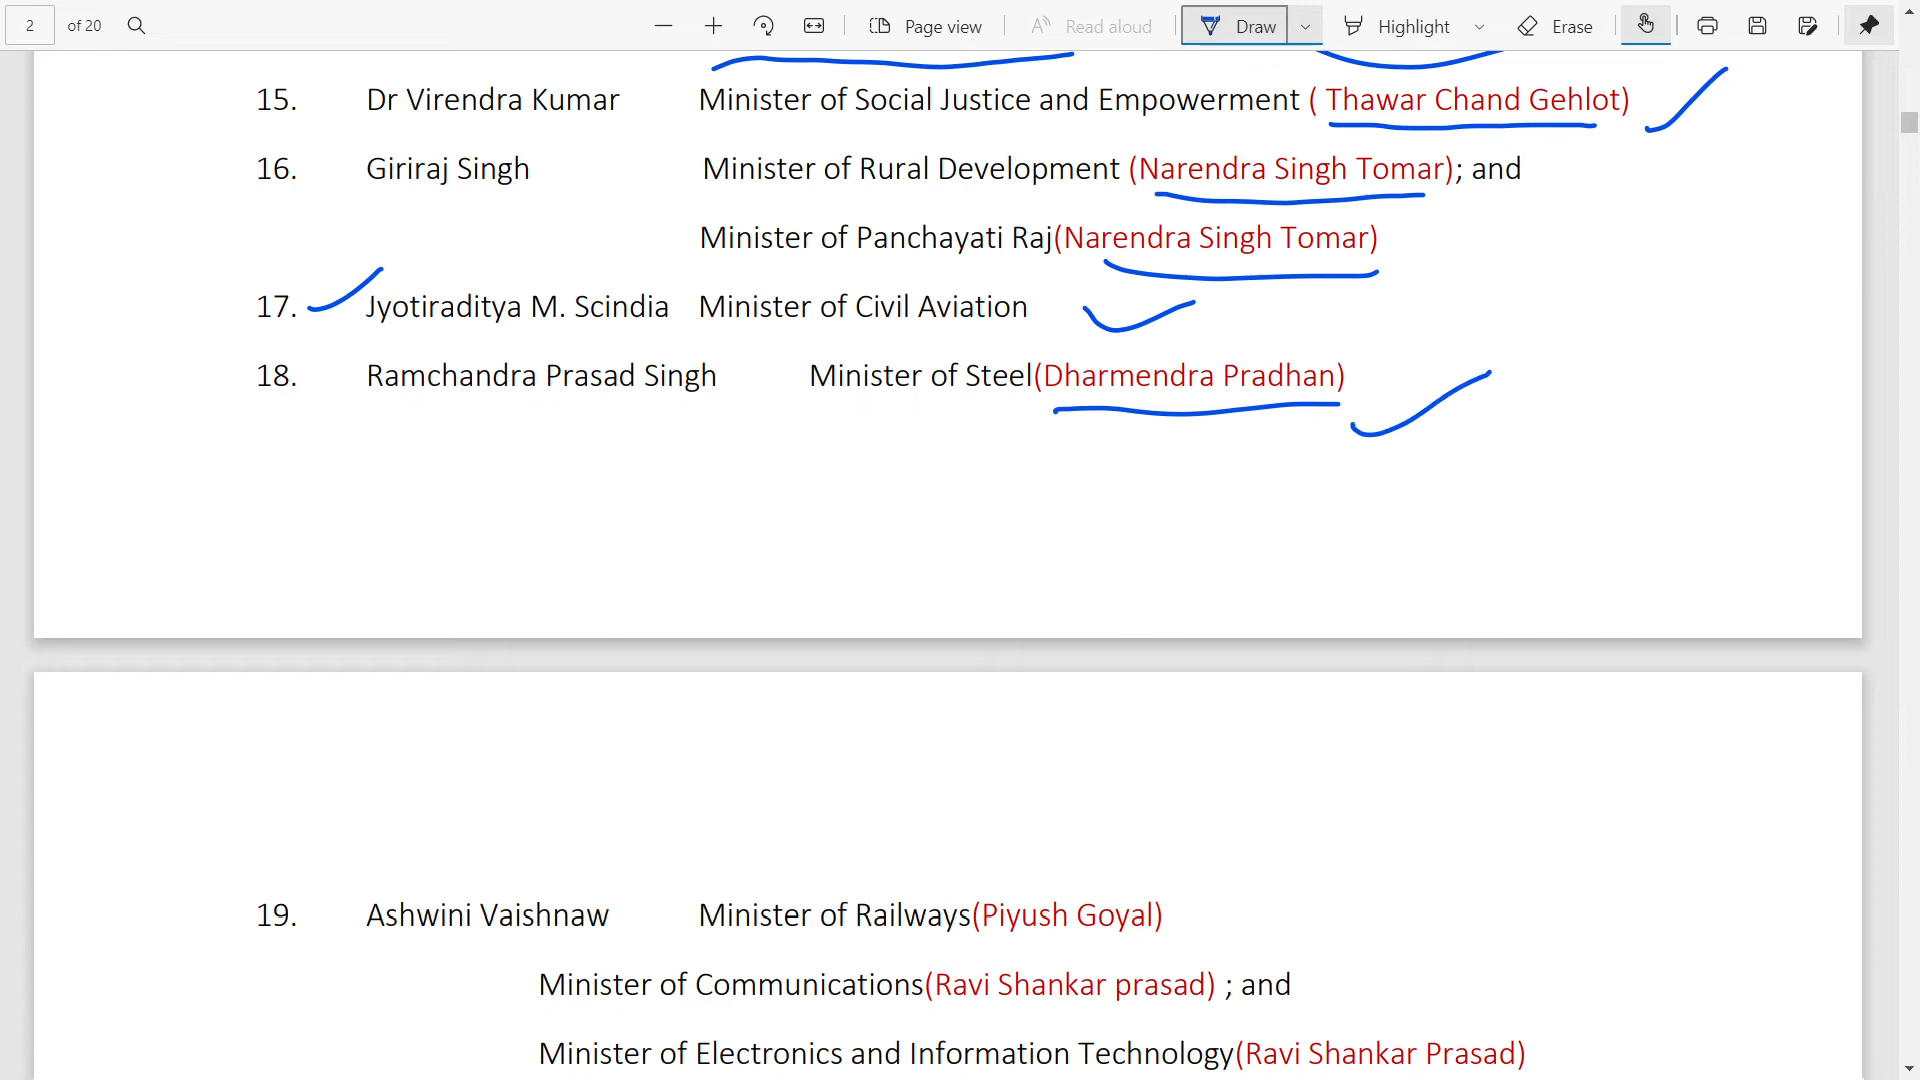 2 of 20 Page view Read aloud Draw Highlight Erase
15. Dr Virendra Kumar Minister of Social Justice and Empowerment ( Thawar Chand Gehlot)
16. Giriraj Singh Minister of Rural Development (Narendra Singh Tomar); and
Minister of Panchayati Raj(Narendra Singh Tomar)
17. Jyotiraditya M. Scindia Minister of Civil Aviation
18. Ramchandra Prasad Singh Minister of Steel(Dharmendra Pradhan)
19. Ashwini Vaishnaw Minister of Railways(Piyush Goyal)
Minister of Communications(Ravi Shankar prasad) ; and
Minister of Electronics and Information Technology(Ravi Shankar Prasad)